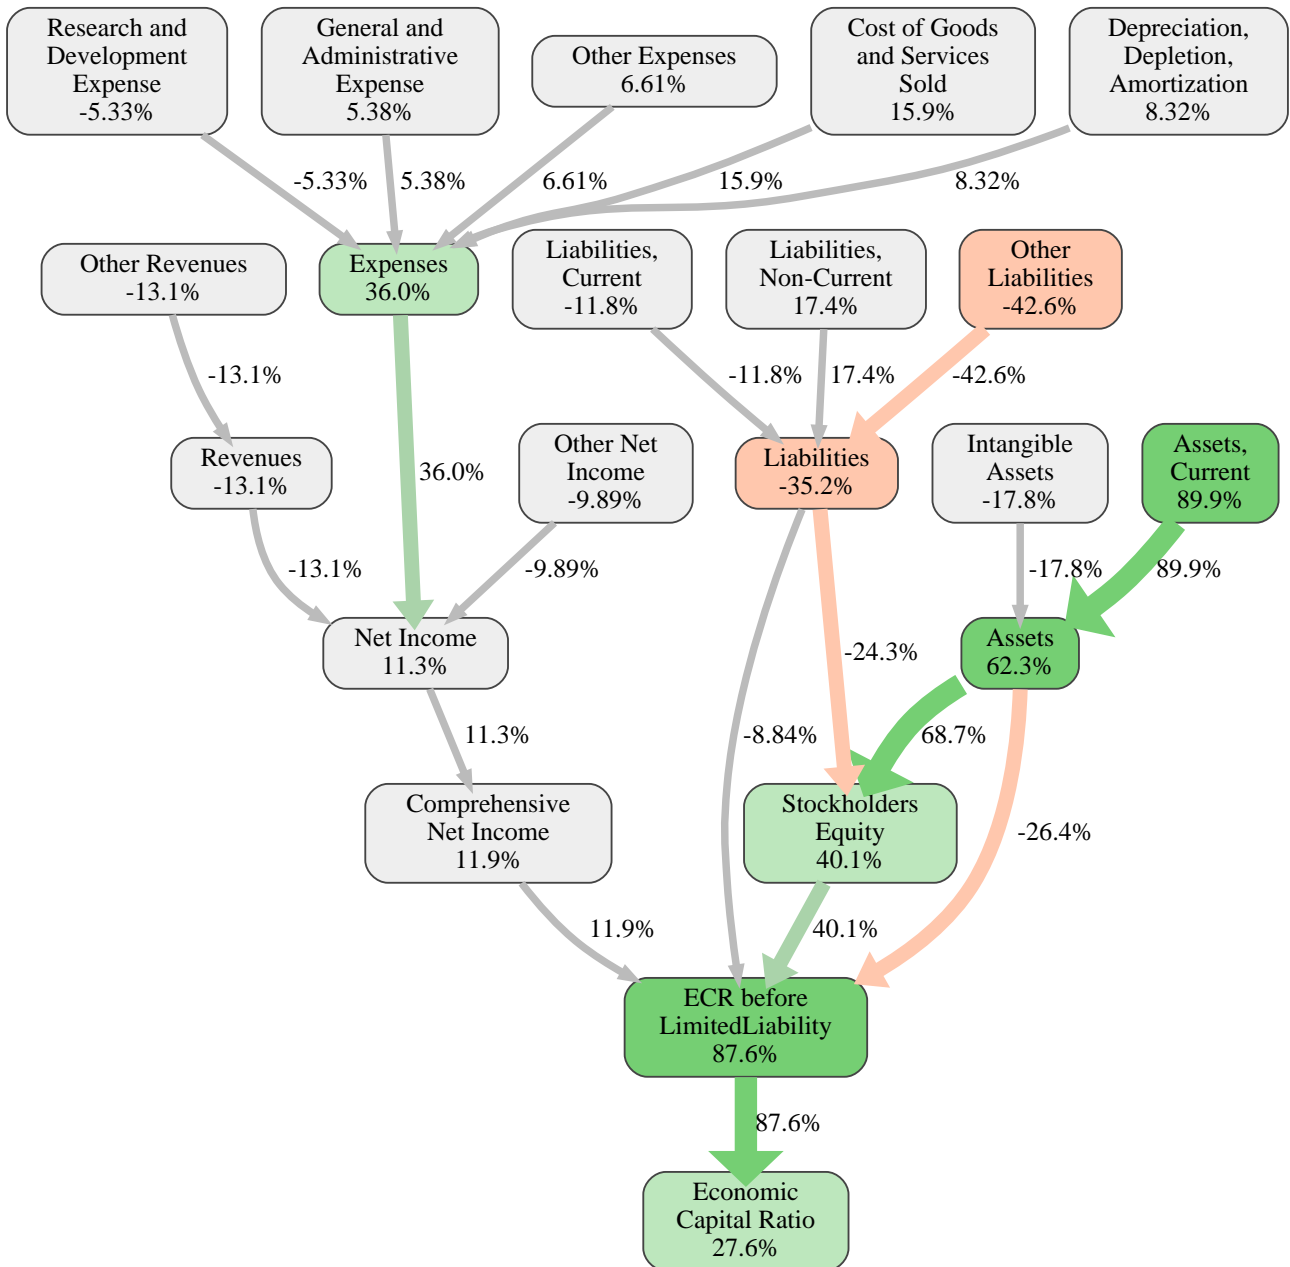 Research and
Development
Expense
-5.33%
General and
Administrative
Expense
5.38%
Other Expenses
6.61%
Cost of Goods
and Services
Sold
15.9%
Depreciation,
Depletion,
Amortization
8.32%
-5.33%
5.38%
6.61%
15.9%
8.32%
Other Revenues
-13.1%
Expenses
36.0%
Liabilities,
Current
-11.8%
Liabilities,
Non-Current
17.4%
Other
Liabilities
-42.6%
-13.1%
-11.8%
17.4%
-42.6%
Revenues
-13.1%
36.0%
Other Net
Income
-9.89%
Liabilities
-35.2%
Intangible
Assets
-17.8%
Assets,
Current
89.9%
-13.1%
-9.89%
-17.8%
89.9%
Net Income
11.3%
-24.3%
Assets
62.3%
11.3%
-8.84%
68.7%
Comprehensive
Net Income
11.9%
Stockholders
Equity
40.1%
-26.4%
11.9%
40.1%
ECR before
LimitedLiability
87.6%
87.6%
Economic
Capital Ratio
27.6%